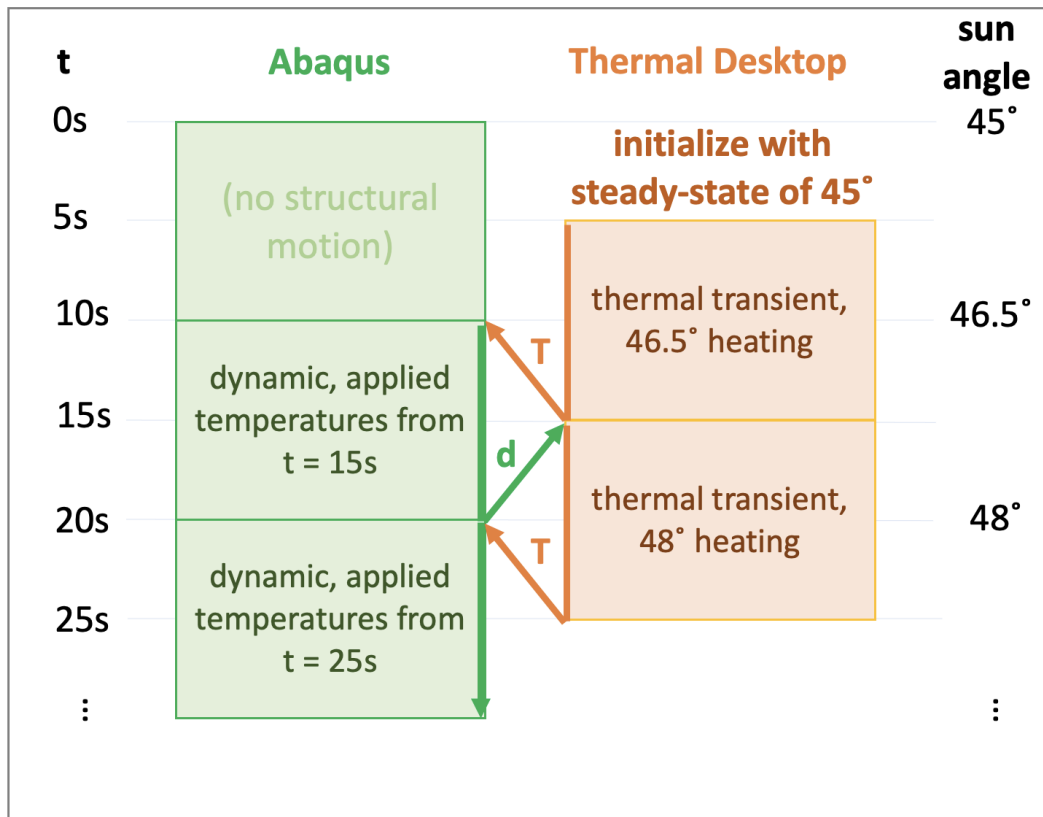 t
Abaqus
Thermal Desktop
sun
angle
0s
45˚
initialize with
steady-state of 45˚
(no structural
motion)
5s
10s
46.5˚
thermal transient,
46.5˚ heating
T
dynamic, applied
temperatures from
t = 15s
15s
d
thermal transient,
48˚ heating
20s
48˚
T
dynamic, applied
temperatures from
t = 25s
25s
⋮
⋮